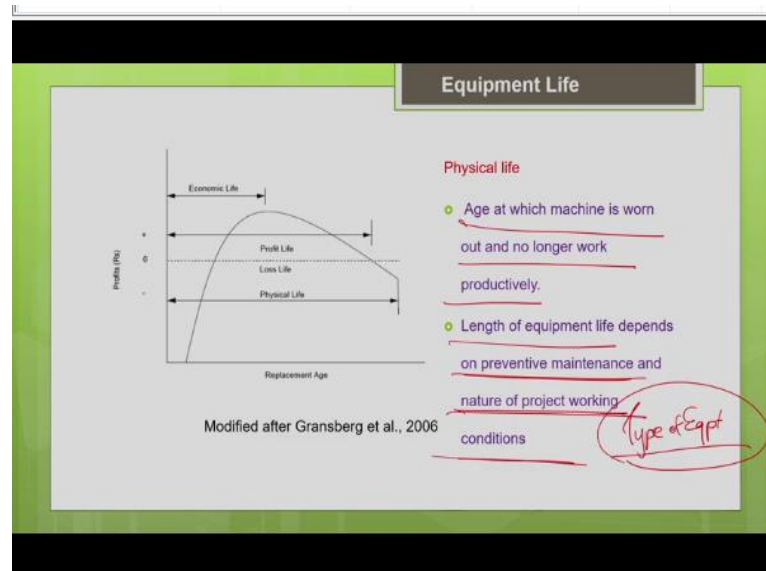 Equipment Life
Economic Life
+
Profit Life
0
Loss Life
-
Physical Life
Profits (Rs)
Replacement Age
Modified after Gransberg et al., 2006
Physical life
Age at which machine is worn
out and no longer work
productively.
Length of equipment life depends
on preventive maintenance and
nature of project working
conditions
Type of Eqpt